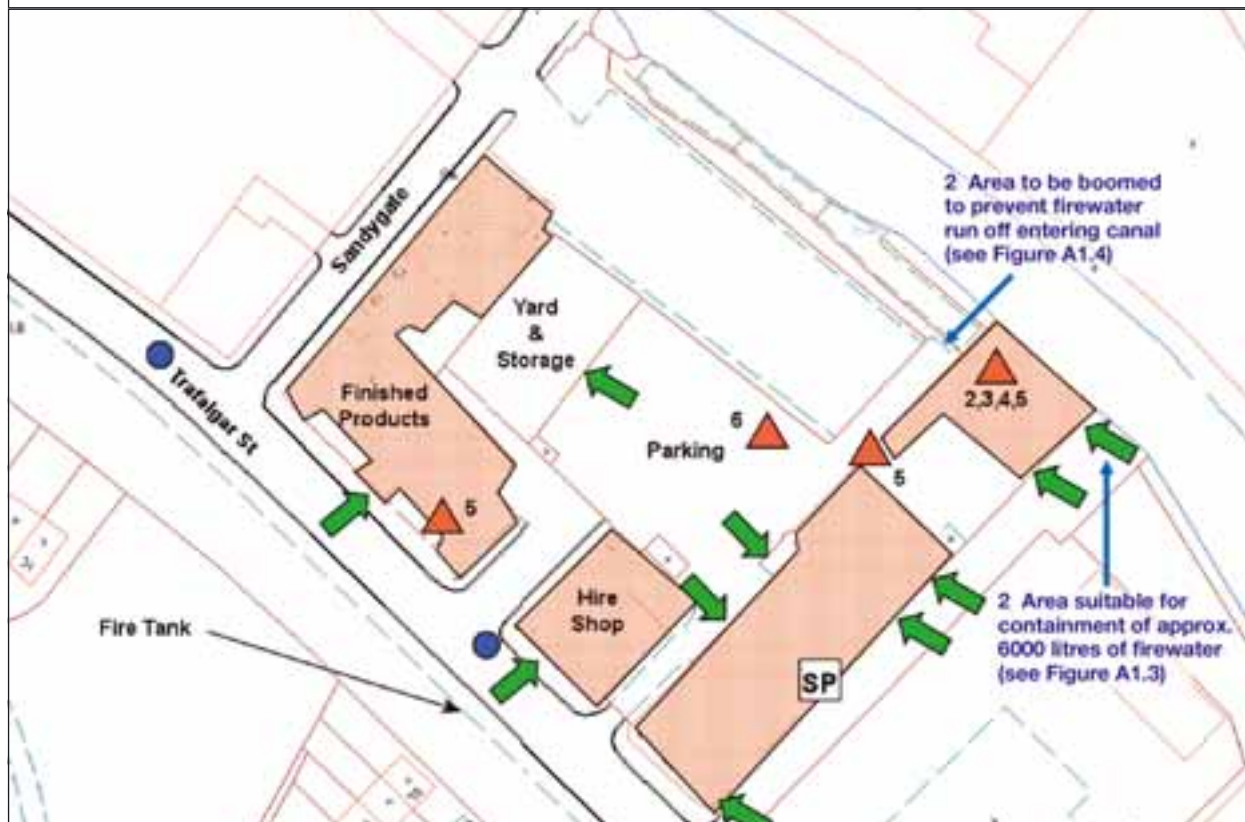 2 Area to be boomed
to prevent firewater
run off entering canal
(see Figure A1.4)
Sandygate
Yard
&
Storage
Finished
Products
Trafalgar St
2,3,4,5
6
Parking
5
5
Hire
Shop
Fire Tank
2 Area suitable for
containment of approx.
6000 litres of firewater
(see Figure A1.3)
SP